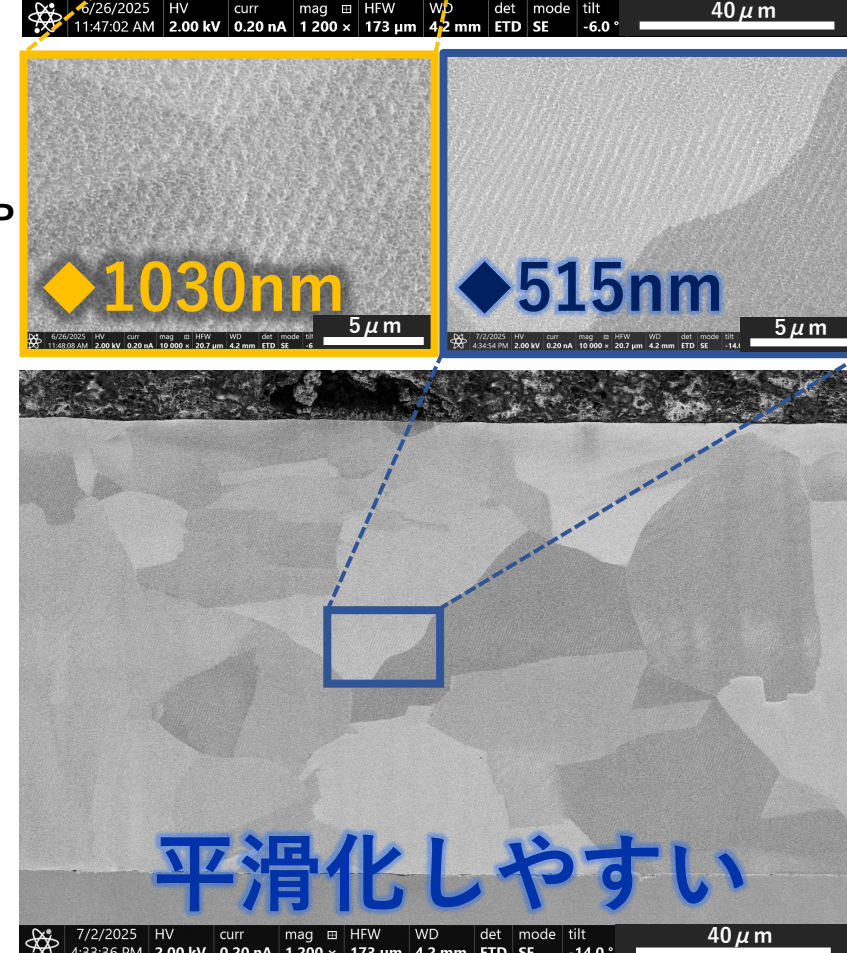 6/26/2025 HV curr mag HFW WD det mode tilt 40μm
11:47:02 AM 2.00 kV 0.20 nA 1 200 × 173 µm 4.2 mm ETD SE -6.0 °
P
◆1030nm
◆515nm
5μm
6/26/2025 HV curr mag HFW WD det mode tilt
11:48:08 AM 2.00 kV 0.20 nA 10 000 × 20.7 µm 4.2 mm ETD SE -6
5μm
7/2/2025 HV curr mag HFW WD det mode tilt
4:34:54 PM 2.00 kV 0.20 nA 10 000 × 20.7 µm 4.2 mm ETD SE -14.
平滑化しやすい
7/2/2025 HV curr mag HFW WD det mode tilt 40μm
4:33:36 PM 2.00 kV 0.20 nA 1 200 × 173 µm 4.2 mm ETD SE -14.0 °